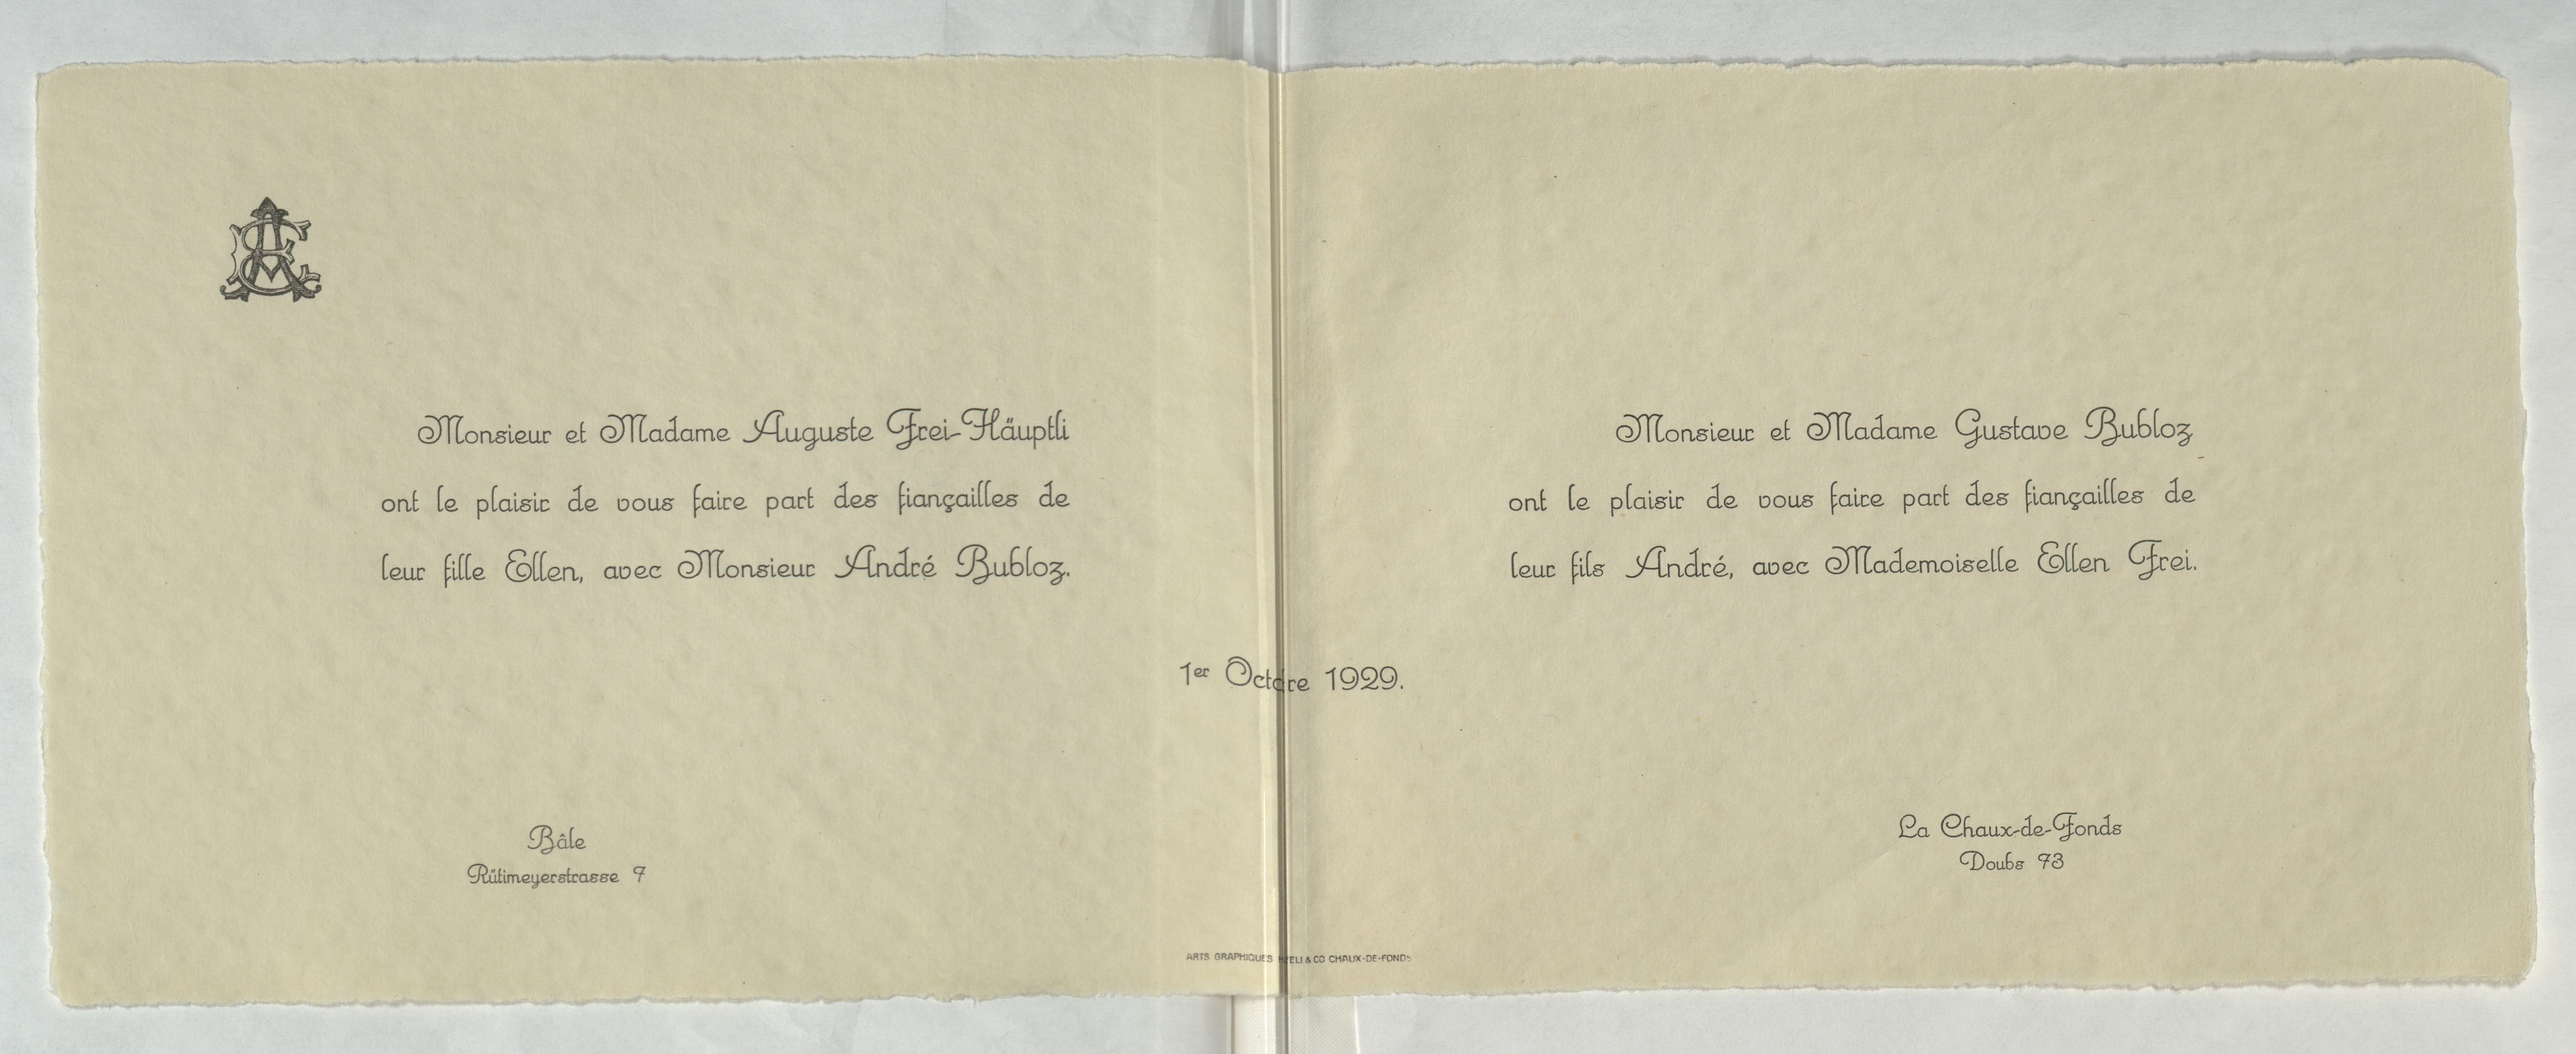 Monsieur et Madame Auguste Frei-Häuptli
ont le plaisir de vous faire part des fiançailles de
leur fille Ellen, avec Monsieur André Bubloz.
Bâle
Rütimeyerstrasse 7
Monsieur et Madame Gustave Bubloz
ont le plaisir de vous faire part des fiançailles de
leur fils André, avec Mademoiselle Ellen Frei.
La Chaux-de-Fonds
Doubs 73
1er Octobre 1929.
ARTS GRAPHIQUES & CO CHAUX-DE-FONDS